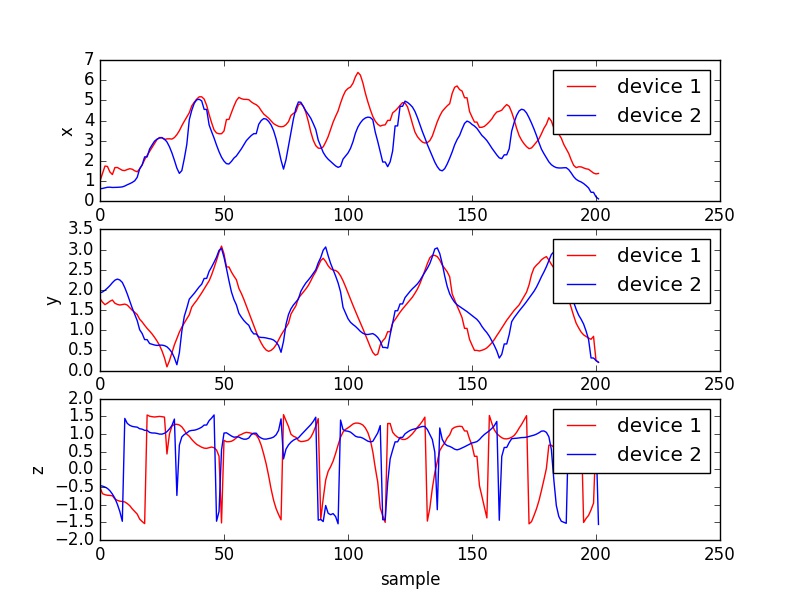 7
6
5
4
3
2
1
0
x
device 1
device 2
0 50 100 150 200 250
3.5
3.0
2.5
2.0
1.5
1.0
0.5
0.0
y
device 1
device 2
0 50 100 150 200 250
2.0
1.5
1.0
0.5
0.0
−0.5
−1.0
−1.5
−2.0
z
device 1
device 2
0 50 100 150 200 250
sample